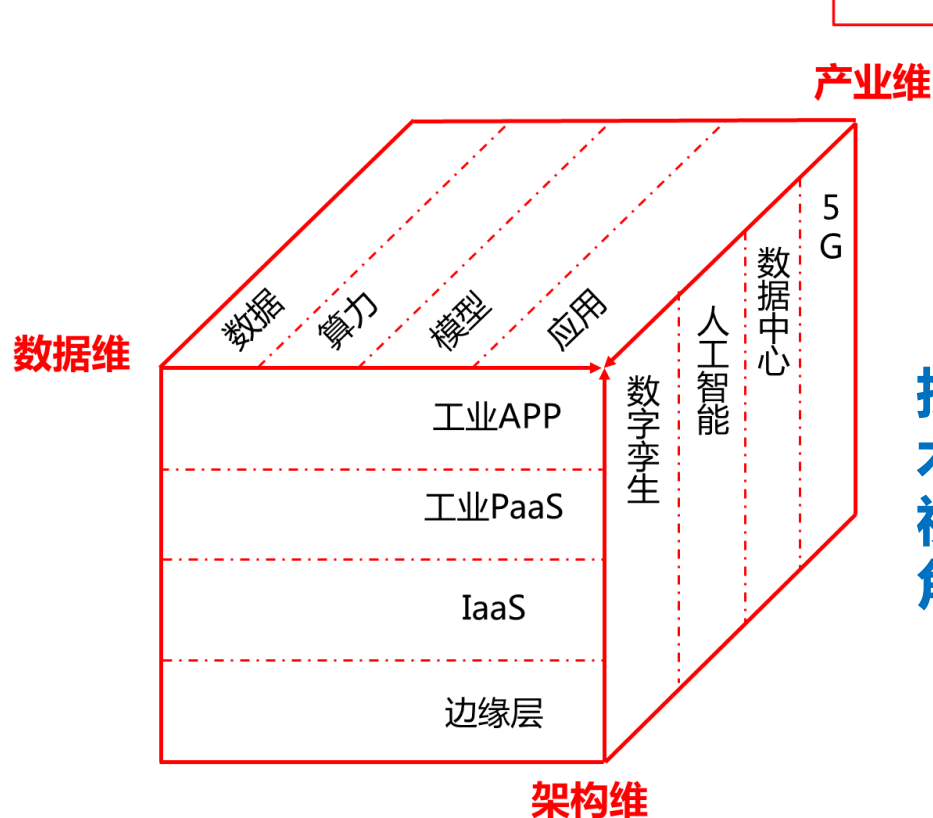 产业维
5G
数据中心
人工智能
数字孪生
数据
算力
模型
应用
数据维
工业APP
工业PaaS
IaaS
边缘层
架构维